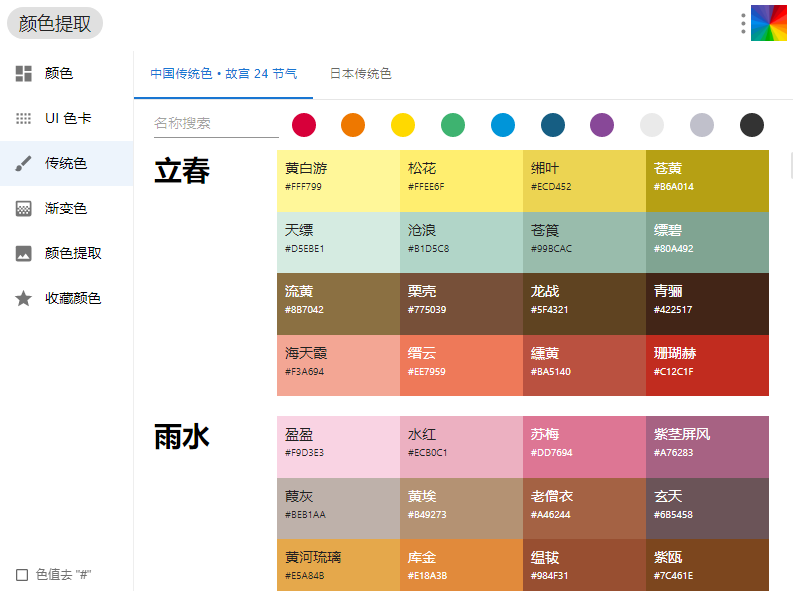 颜色提取
颜色
UI 色卡
传统色
渐变色
颜色提取
收藏颜色
色值去 "#"
中国传统色 • 故宫 24 节气
日本传统色
名称搜索
立春
黄白游
#FFF799
松花
#FFEE6F
缃叶
#ECD452
苍黄
#B6A014
天缥
#D5EBE1
沧浪
#B1D5C8
苍筤
#99BCAC
缥碧
#80A492
流黄
#8B7042
栗壳
#775039
龙战
#5F4321
青骊
#422517
海天霞
#F3A694
缙云
#EE7959
纁黄
#BA5140
珊瑚赫
#C12C1F
雨水
盈盈
#F9D3E3
水红
#ECB0C1
苏梅
#DD7694
紫茎屏风
#A76283
葭灰
#BEB1AA
黄埃
#B49273
老僧衣
#A46244
玄天
#6B5458
黄河琉璃
#E5A84B
库金
#E18A3B
缊韨
#984F31
紫瓯
#7C461E